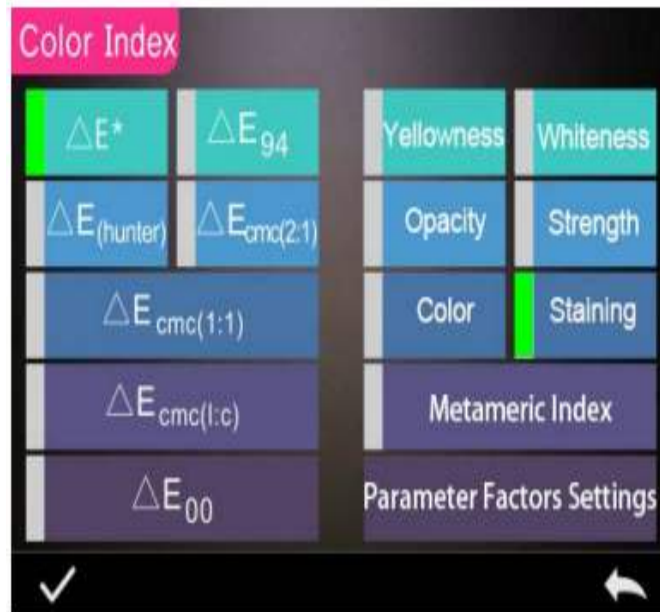 Color Index
△E* △E94 Yellowness Whiteness
△E(hunter) △Ecmc(2:1) Opacity Strength
△Ecmc(1:1) Color Staining
△Ecmc(l:c) Metameric Index
△E00 Parameter Factors Settings